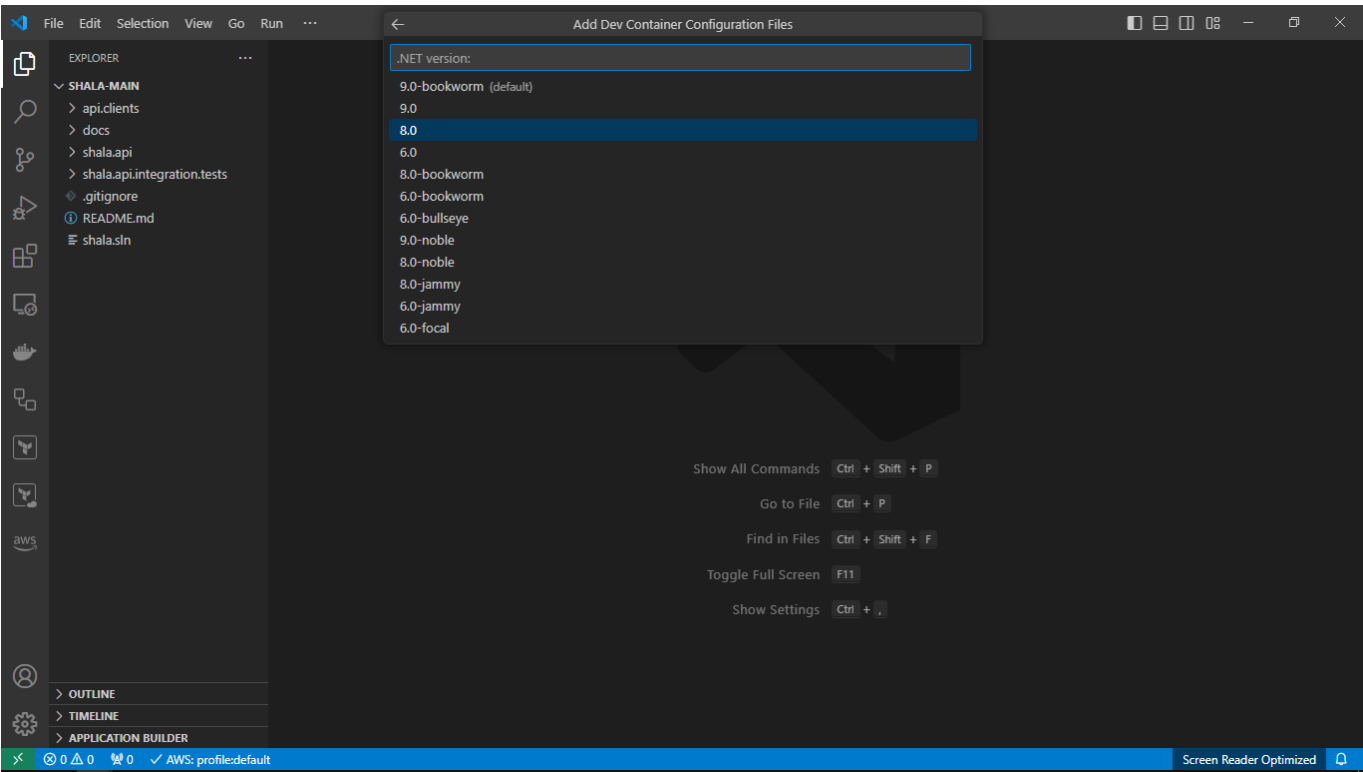 File Edit Selection View Go Run ···
Add Dev Container Configuration Files
.NET version:
9.0-bookworm (default)
9.0
8.0
6.0
8.0-bookworm
6.0-bookworm
6.0-bullseye
9.0-noble
8.0-noble
8.0-jammy
6.0-jammy
6.0-focal
EXPLORER ···
SHALA-MAIN
api.clients
docs
shala.api
shala.api.integration.tests
.gitignore
README.md
shala.sln
aws
Show All Commands Ctrl + Shift + P
Go to File Ctrl + P
Find in Files Ctrl + Shift + F
Toggle Full Screen F11
Show Settings Ctrl + ,
OUTLINE
TIMELINE
APPLICATION BUILDER
0 0 0 AWS: profile:default Screen Reader Optimized